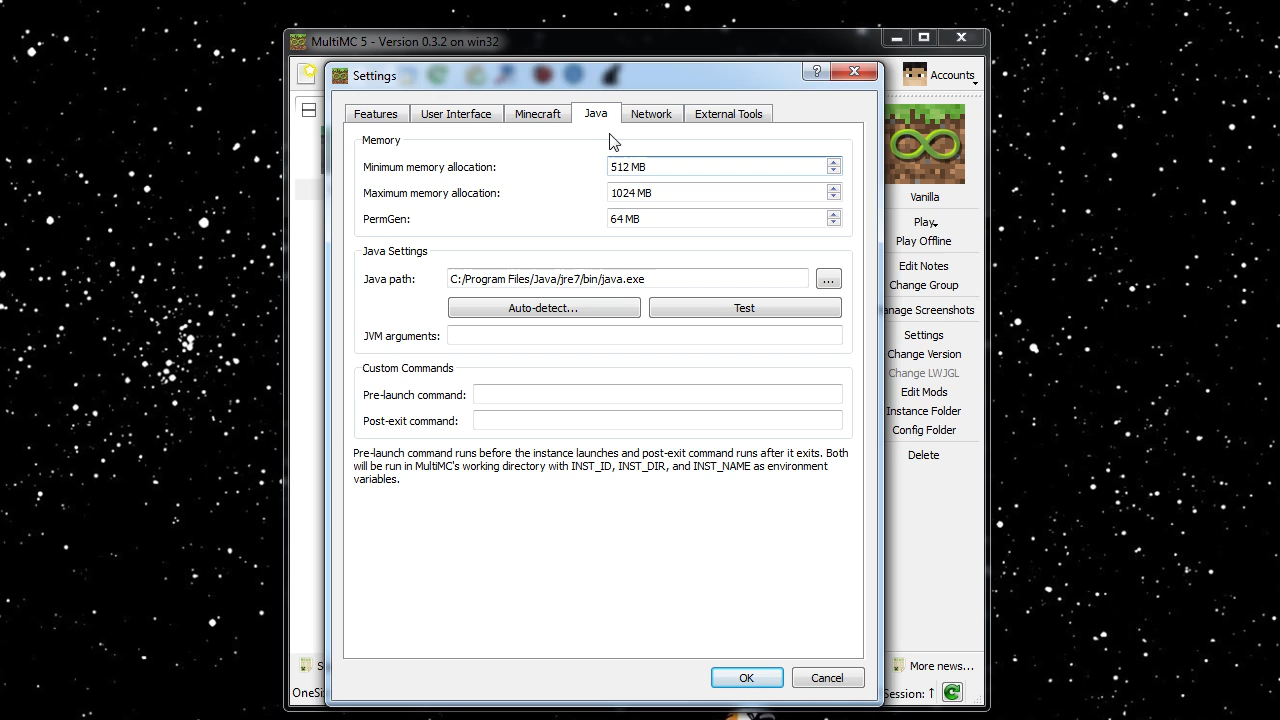 MultiMC 5 - Version 0.3.2 on win32
Settings
?
Accounts
Features
User Interface
Minecraft
Java
Network
External Tools
Memory
Minimum memory allocation:
512 MB
Maximum memory allocation:
1024 MB
PermGen:
64 MB
Java Settings
Java path:
C:/Program Files/Java/jre7/bin/java.exe
...
Auto-detect...
Test
JVM arguments:
Custom Commands
Pre-launch command:
Post-exit command:
Pre-launch command runs before the instance launches and post-exit command runs after it exits. Both
will be run in MultiMC's working directory with INST_ID, INST_DIR, and INST_NAME as environment
variables.
OK
Cancel
Vanilla
Play
Play Offline
Edit Notes
Change Group
anage Screenshots
Settings
Change Version
Change LWJGL
Edit Mods
Instance Folder
Config Folder
Delete
More news...
OneSi
Session: